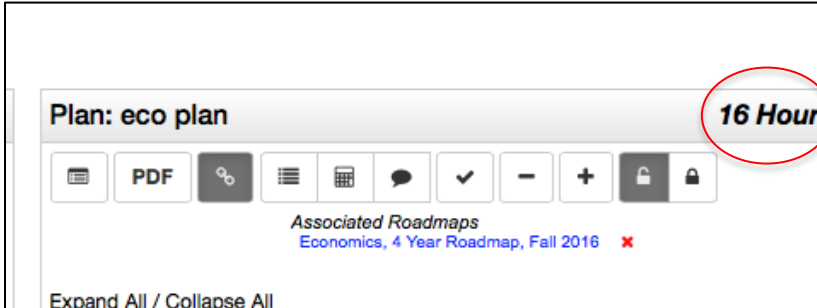 Plan: eco plan 16 Hour
PDF
Associated Roadmaps
Economics, 4 Year Roadmap, Fall 2016
Expand All / Collapse All